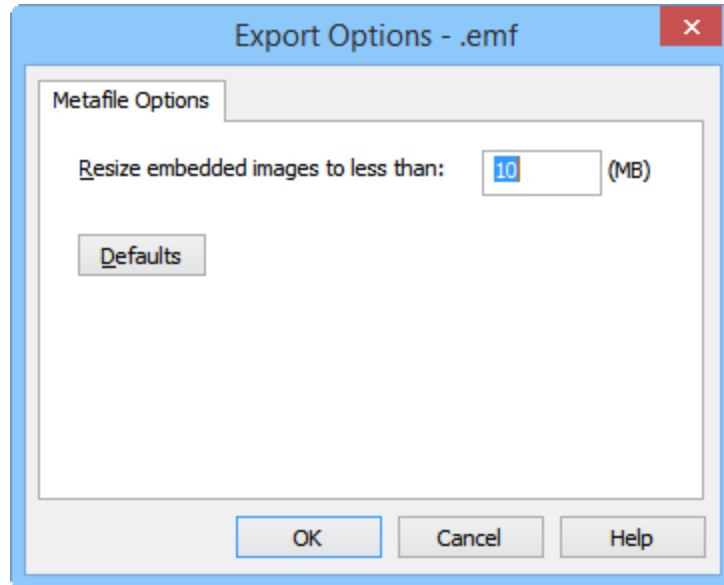 Export Options - .emf
Metafile Options
Resize embedded images to less than: 10 (MB)
Defaults
OK Cancel Help